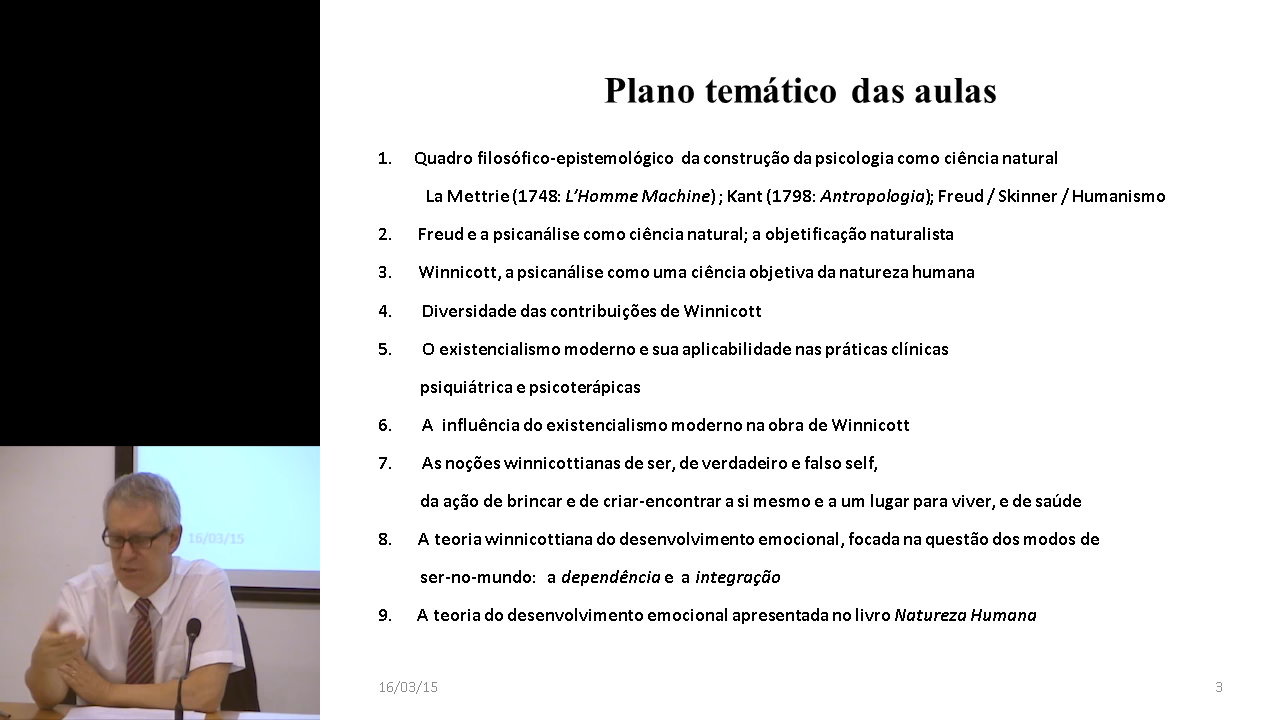 Plano temático das aulas
1. Quadro filosófico-epistemológico da construção da psicologia como ciência natural
La Mettrie (1748: L’Homme Machine) ; Kant (1798: Antropologia); Freud / Skinner / Humanismo
2. Freud e a psicanálise como ciência natural; a objetificação naturalista
3. Winnicott, a psicanálise como uma ciência objetiva da natureza humana
4. Diversidade das contribuições de Winnicott
5. O existencialismo moderno e sua aplicabilidade nas práticas clínicas
psiquiátrica e psicoterápicas
6. A influência do existencialismo moderno na obra de Winnicott
7. As noções winnicottianas de ser, de verdadeiro e falso self,
da ação de brincar e de criar-encontrar a si mesmo e a um lugar para viver, e de saúde
8. A teoria winnicottiana do desenvolvimento emocional, focada na questão dos modos de
ser-no-mundo: a dependência e a integração
9. A teoria do desenvolvimento emocional apresentada no livro Natureza Humana
16/03/15
3
16/03/15